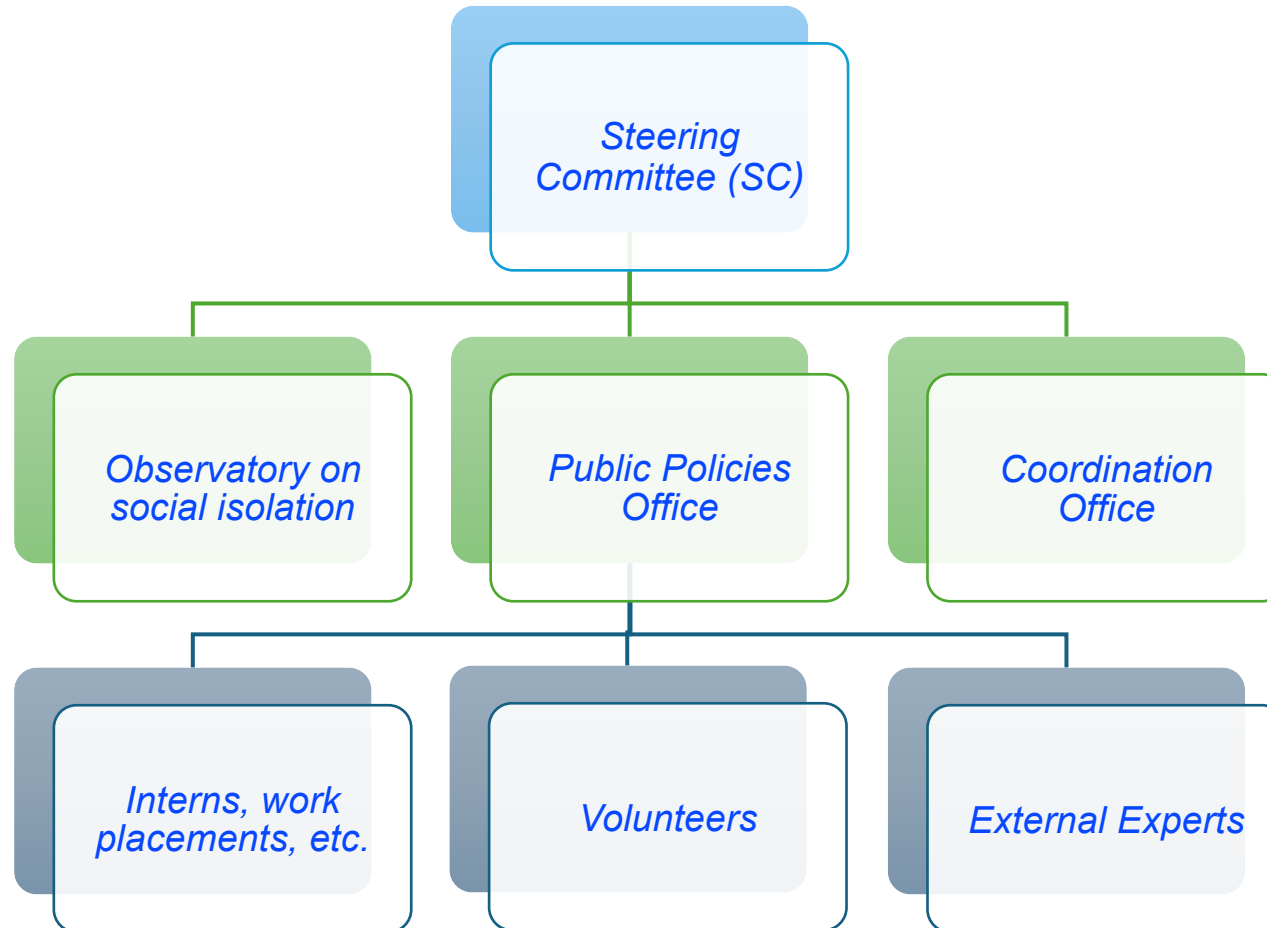 Steering
Committee (SC)
Observatory on
social isolation
Public Policies
Office
Coordination
Office
Interns, work
placements, etc.
Volunteers
External Experts